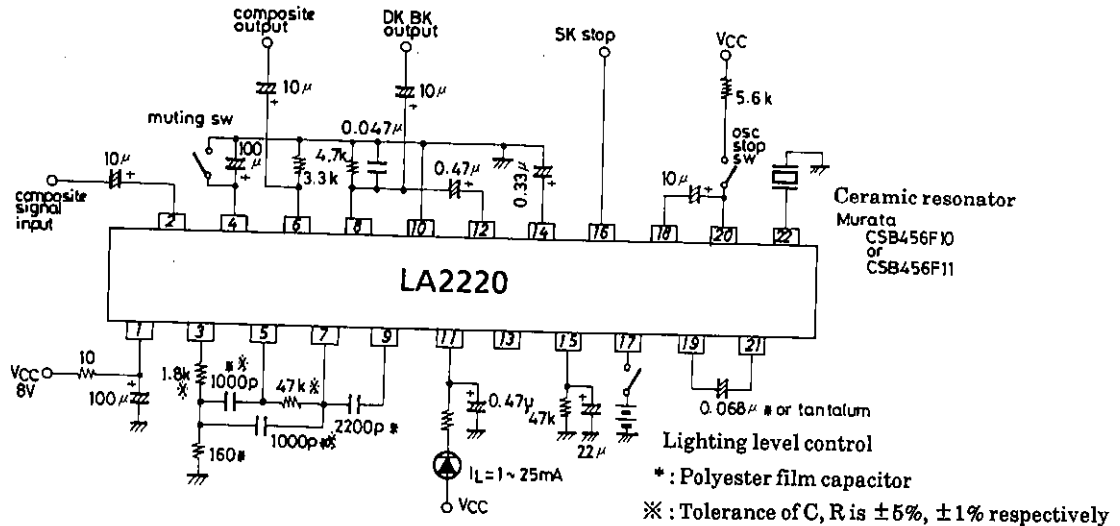 composite
output
DK BK
output
SK stop
VCC
10μ
10μ
5.6k
muting sw
0.047μ
osc
stop
sw
10μ
100
μ
4.7k
3.3k
0.47μ
0.33μ
10μ
composite
signal
input
Ceramic resonator
Murata
CSB456F10
or
CSB456F11
2
4
6
8
10
12
14
16
18
20
22
LA2220
1
3
5
7
9
11
13
15
17
19
21
VCC
8V
10
100μ
1.8k
※
*※
1000p
47k※
2200p*
1000p*※
160*
0.47μ
47k
22μ
0.068μ * or tantalum
IL=1~25mA
VCC
Lighting level control
* : Polyester film capacitor
※ : Tolerance of C, R is ±5%, ±1% respectively
+
+
+
+
+
+
+
+
+
+